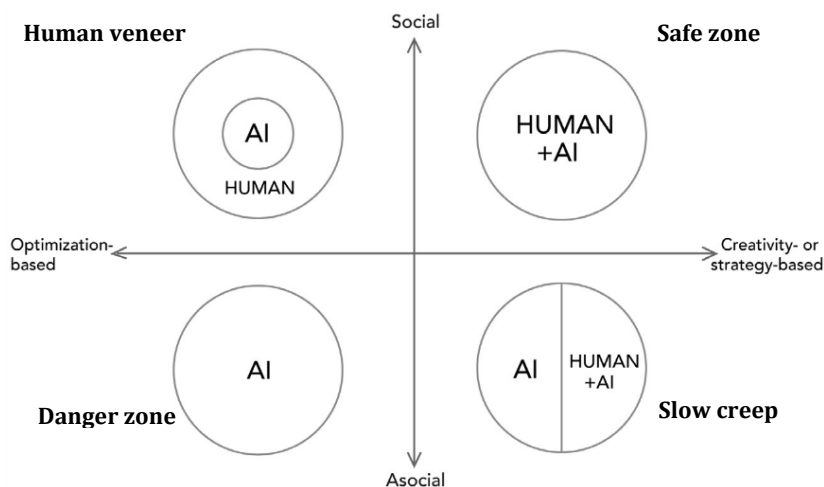 Human veneer
Social
Safe zone
AI
HUMAN
HUMAN
+AI
Optimization-
based
Creativity- or
strategy-based
AI
AI
HUMAN
+AI
Danger zone
Slow creep
Asocial